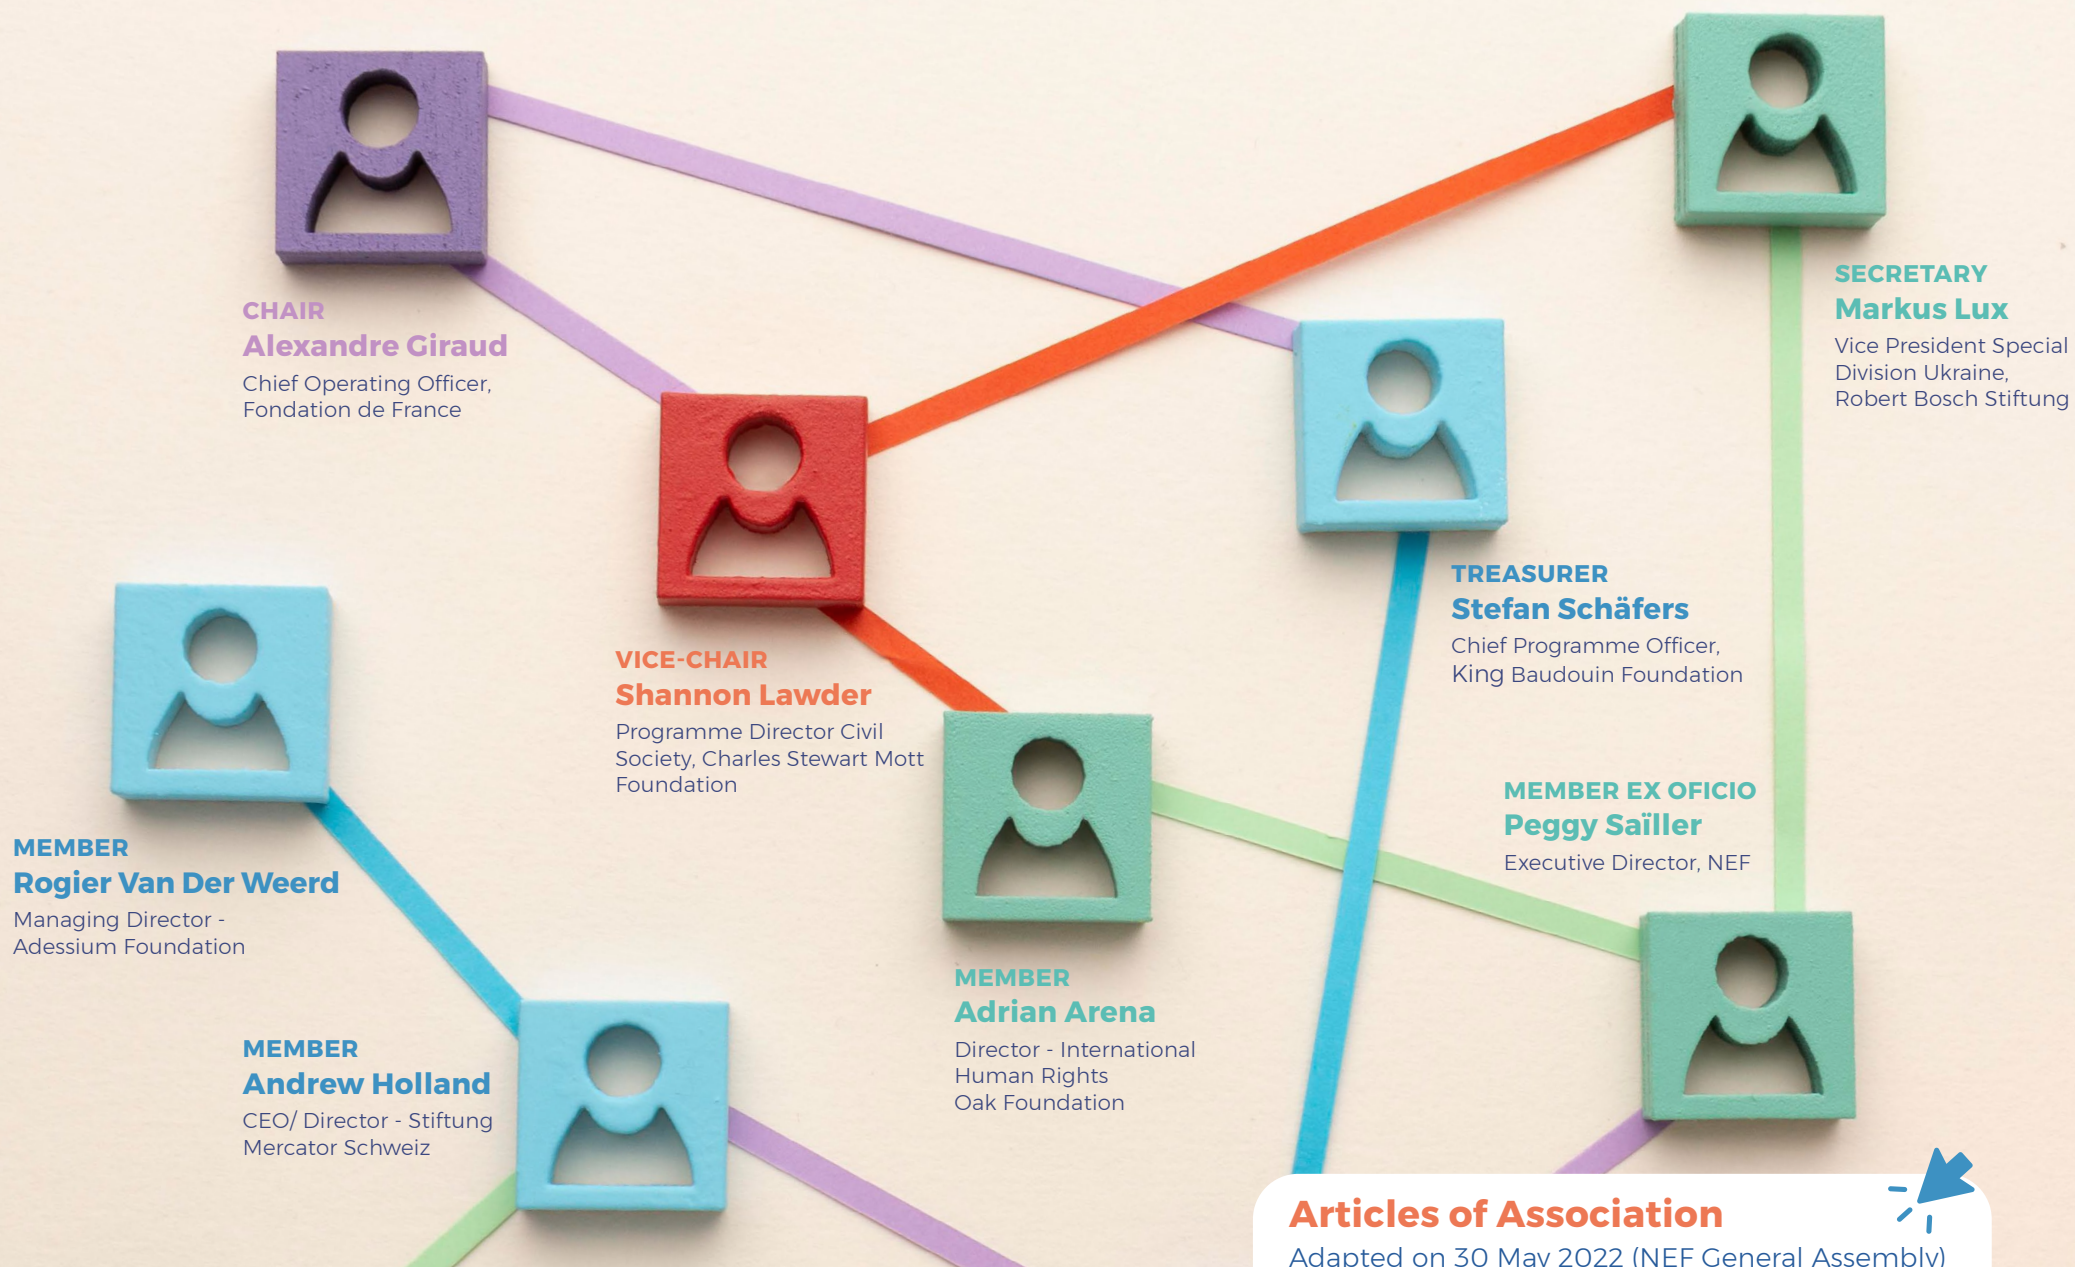 CHAIR
Alexandre Giraud
Chief Operating Officer,
Fondation de France
SECRETARY
Markus Lux
Vice President Special
Division Ukraine,
Robert Bosch Stiftung
TREASURER
Stefan Schäfers
Chief Programme Officer,
King Baudouin Foundation
VICE-CHAIR
Shannon Lawder
Programme Director Civil
Society, Charles Stewart Mott
Foundation
MEMBER EX OFICIO
Peggy Saïller
Executive Director, NEF
MEMBER
Rogier Van Der Weerd
Managing Director -
Adessium Foundation
MEMBER
Adrian Arena
Director - International
Human Rights
Oak Foundation
MEMBER
Andrew Holland
CEO/ Director - Stiftung
Mercator Schweiz
Articles of Association
Adapted on 30 May 2022 (NEF General Assembly)